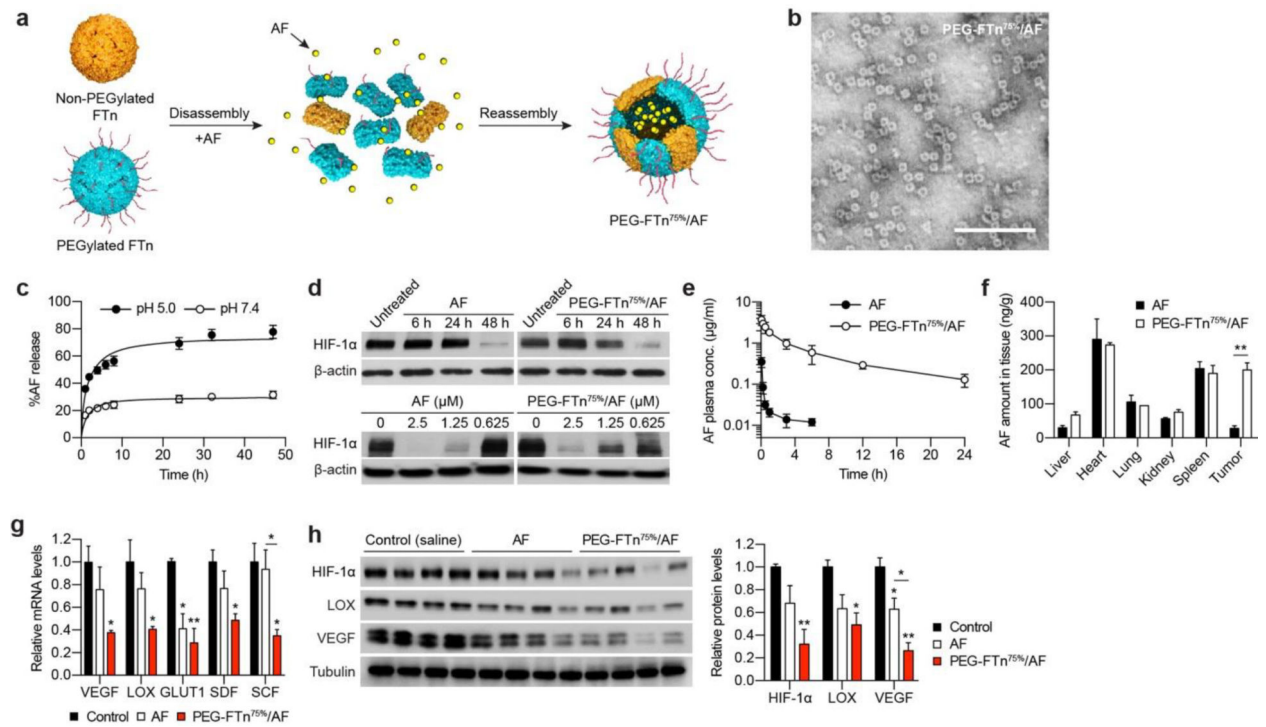 a
Non-PEGylated
FTn
PEGylated FTn
Disassembly
+AF
AF
Reassembly
PEG-FTn75%/AF
b
PEG-FTn75%/AF
c
pH 5.0 pH 7.4
100
80
60
40
20
0
%AF release
0 10 20 30 40 50
Time (h)
d
Untreated AF Untreated PEG-FTn75%/AF
6 h 24 h 48 h 6 h 24 h 48 h
HIF-1α
β-actin
AF (μM) PEG-FTn75%/AF (μM)
0 2.5 1.25 0.625 0 2.5 1.25 0.625
HIF-1α
β-actin
e
AF
PEG-FTn75%/AF
10
1
0.1
0.01
AF plasma conc. (μg/ml)
0 4 8 12 16 20 24
Time (h)
f
AF
PEG-FTn75%/AF
400
300
200
100
0
AF amount in tissue (ng/g)
**
Liver Heart Lung Kidney Spleen Tumor
g
1.2
1.0
0.8
0.6
0.4
0.2
0.0
Relative mRNA levels
* * * ** * * *
VEGF LOX GLUT1 SDF SCF
Control AF PEG-FTn75%/AF
h
Control (saline) AF PEG-FTn75%/AF
HIF-1α
LOX
VEGF
Tubulin
1.2
1.0
0.8
0.6
0.4
0.2
0.0
Relative protein levels
** * * * **
HIF-1α LOX VEGF
Control
AF
PEG-FTn75%/AF